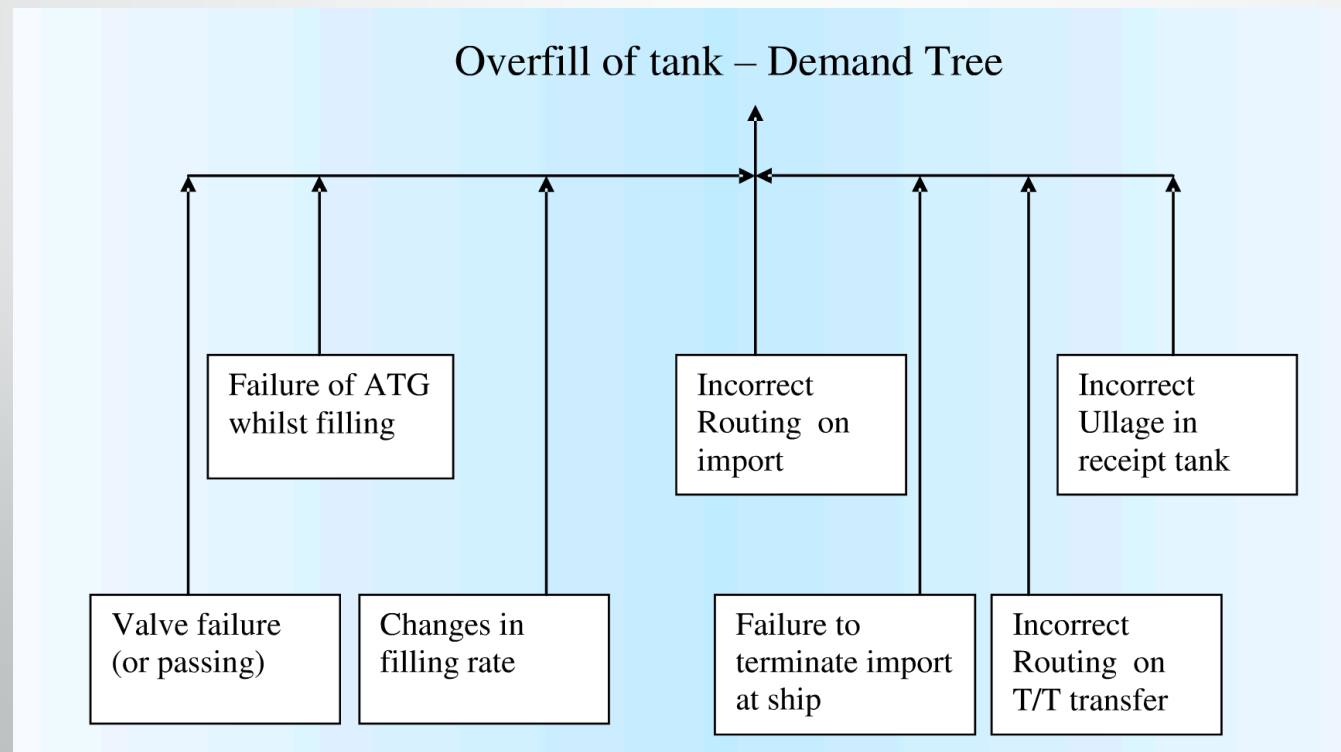 Overfill of tank – Demand Tree
Failure of ATG
whilst filling
Incorrect
Routing on
import
Incorrect
Ullage in
receipt tank
Valve failure
(or passing)
Changes in
filling rate
Failure to
terminate import
at ship
Incorrect
Routing on
T/T transfer